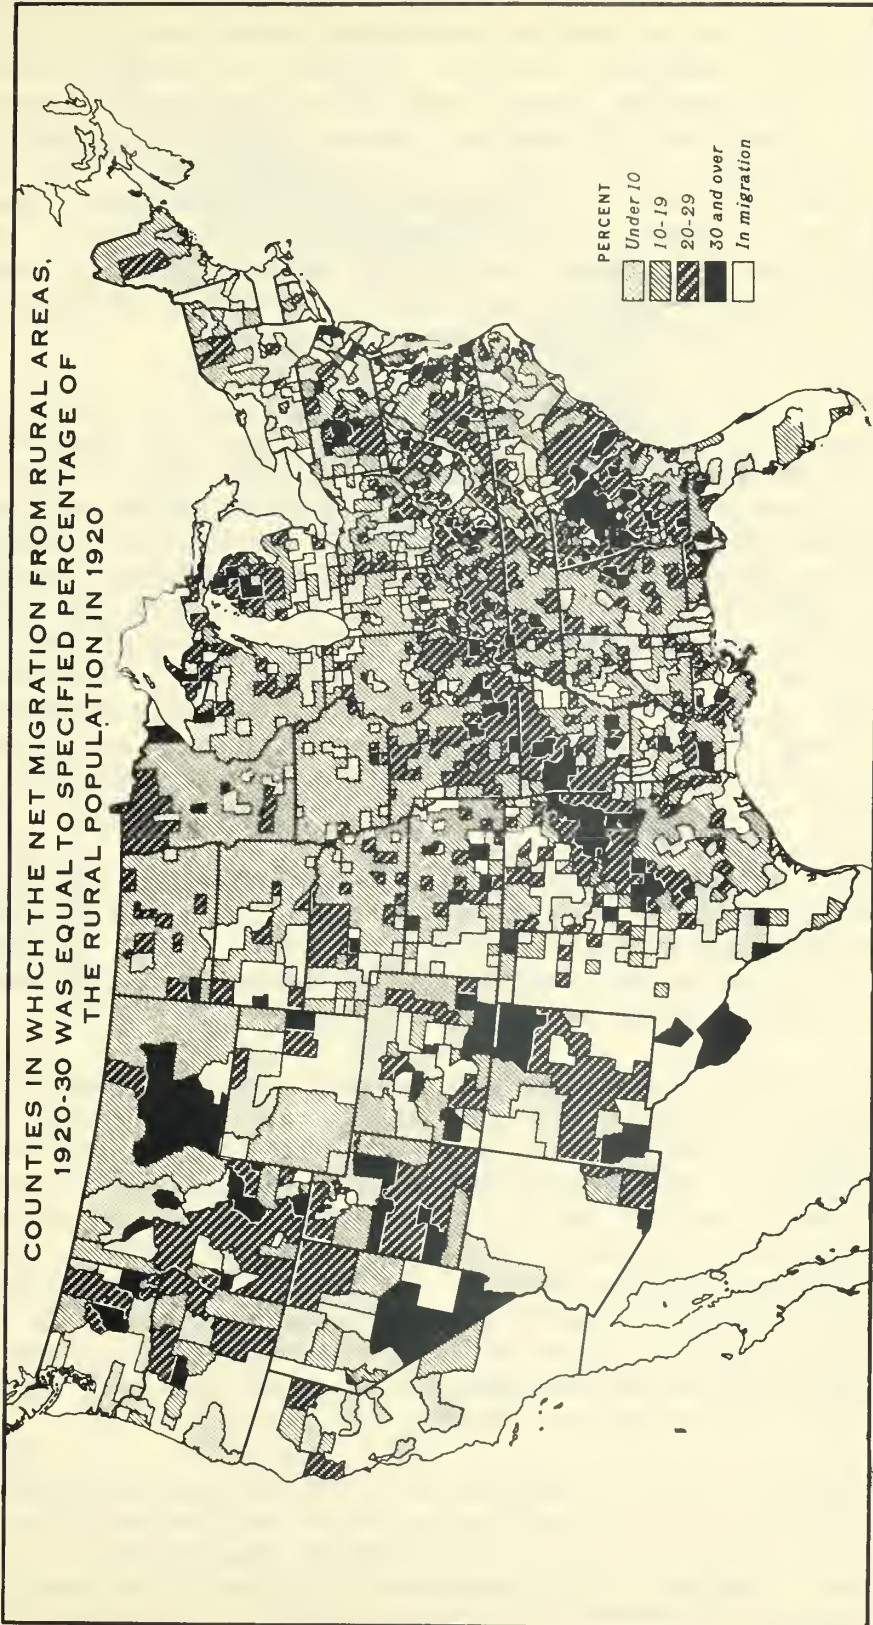 COUNTIES IN WHICH THE NET MIGRATION FROM RURAL AREAS,
1920-30 WAS EQUAL TO SPECIFIED PERCENTAGE OF
THE RURAL POPULATION IN 1920
PERCENT
Under 10
10-19
20-29
30 and over
In migration